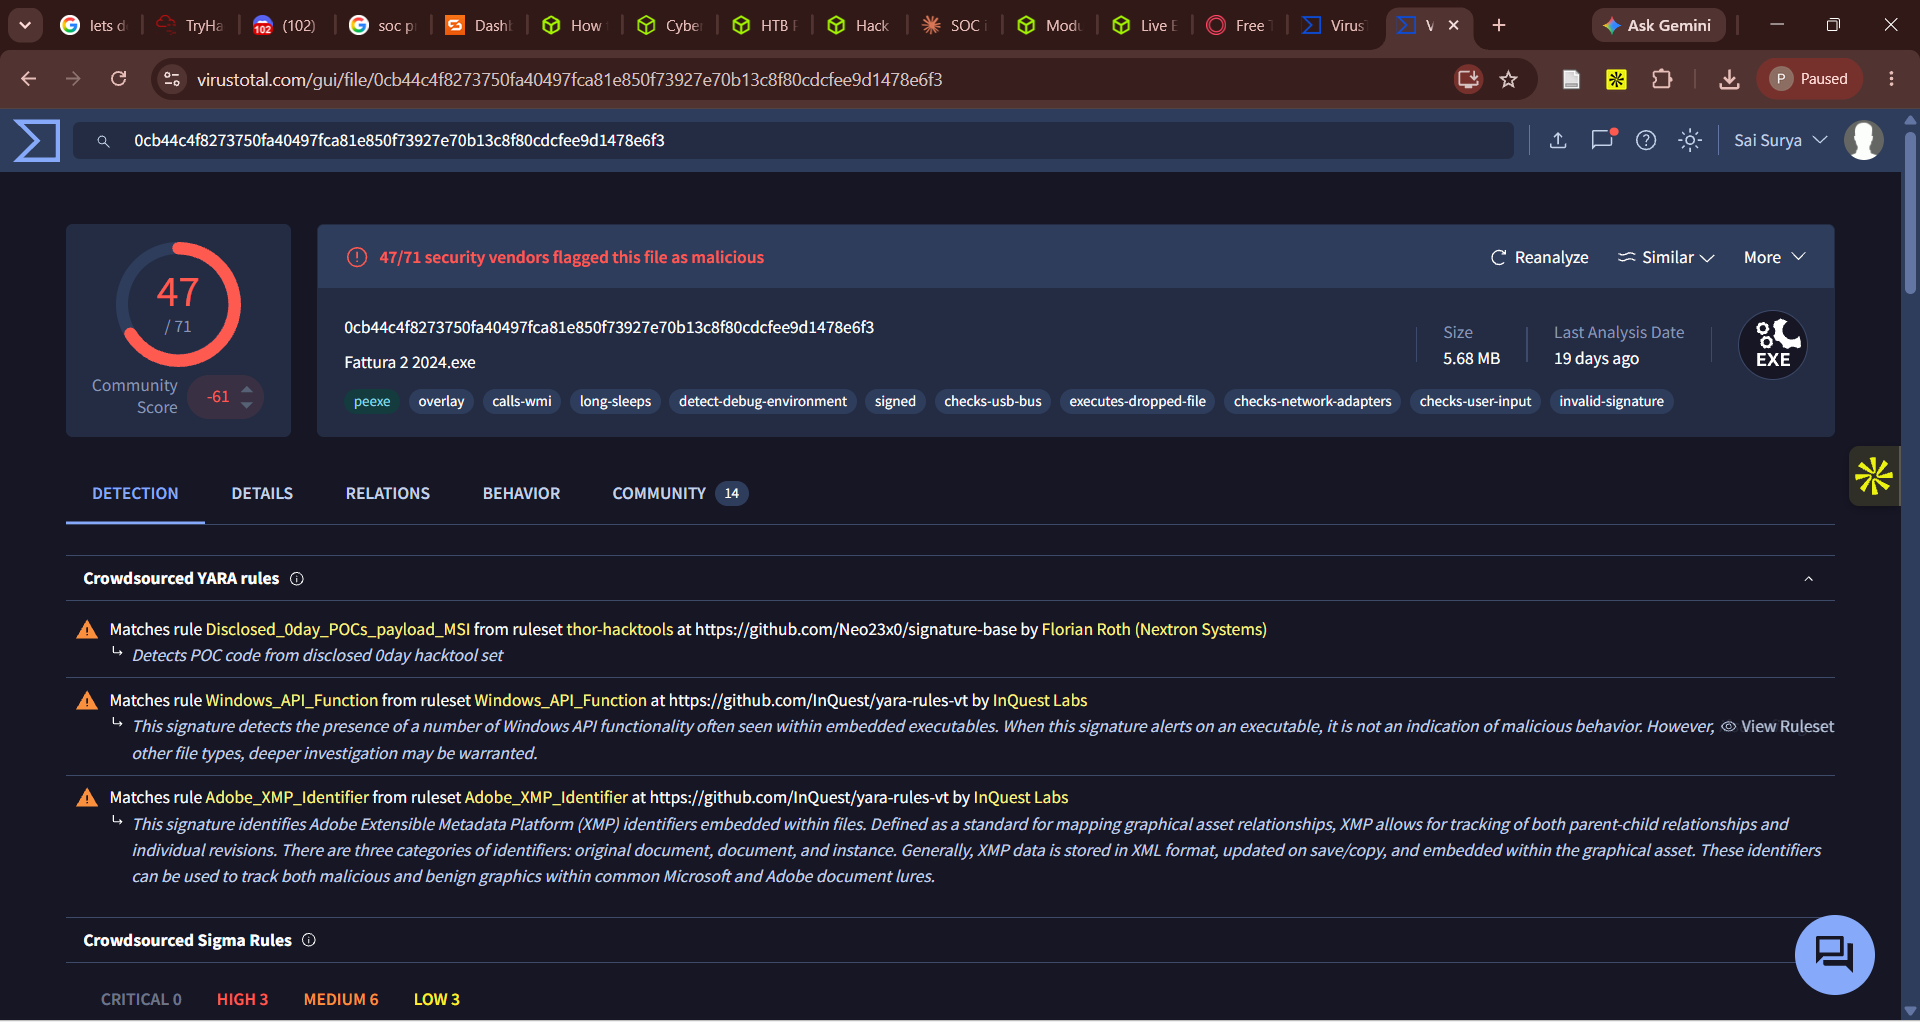 lets d
TryHa
102
(102)
soc p
Dashb
How
Cyber
HTB
Hack
SOC
Modu
Live E
Free
Virus
V
Ask Gemini
virustotal.com/gui/file/0cb44c4f8273750fa40497fca81e850f73927e70b13c8f80cdcfee9d1478e6f3
P
Paused
0cb44c4f8273750fa40497fca81e850f73927e70b13c8f80cdcfee9d1478e6f3
Sai Surya
47
/ 71
Community Score
-61
47/71 security vendors flagged this file as malicious
Reanalyze
Similar
More
0cb44c4f8273750fa40497fca81e850f73927e70b13c8f80cdcfee9d1478e6f3
Fattura 2 2024.exe
Size
5.68 MB
Last Analysis Date
19 days ago
EXE
peexe
overlay
calls-wmi
long-sleeps
detect-debug-environment
signed
checks-usb-bus
executes-dropped-file
checks-network-adapters
checks-user-input
invalid-signature
DETECTION
DETAILS
RELATIONS
BEHAVIOR
COMMUNITY 14
Crowdsourced YARA rules
Matches rule Disclosed_0day_POCs_payload_MSI from ruleset thor-hacktools at https://github.com/Neo23x0/signature-base by Florian Roth (Nextron Systems)
Detects POC code from disclosed 0day hacktool set
Matches rule Windows_API_Function from ruleset Windows_API_Function at https://github.com/InQuest/yara-rules-vt by InQuest Labs
This signature detects the presence of a number of Windows API functionality often seen within embedded executables. When this signature alerts on an executable, it is not an indication of malicious behavior. However,
View Ruleset
other file types, deeper investigation may be warranted.
Matches rule Adobe_XMP_Identifier from ruleset Adobe_XMP_Identifier at https://github.com/InQuest/yara-rules-vt by InQuest Labs
This signature identifies Adobe Extensible Metadata Platform (XMP) identifiers embedded within files. Defined as a standard for mapping graphical asset relationships, XMP allows for tracking of both parent-child relationships and
individual revisions. There are three categories of identifiers: original document, document, and instance. Generally, XMP data is stored in XML format, updated on save/copy, and embedded within the graphical asset. These identifiers
can be used to track both malicious and benign graphics within common Microsoft and Adobe document lures.
Crowdsourced Sigma Rules
CRITICAL 0
HIGH 3
MEDIUM 6
LOW 3